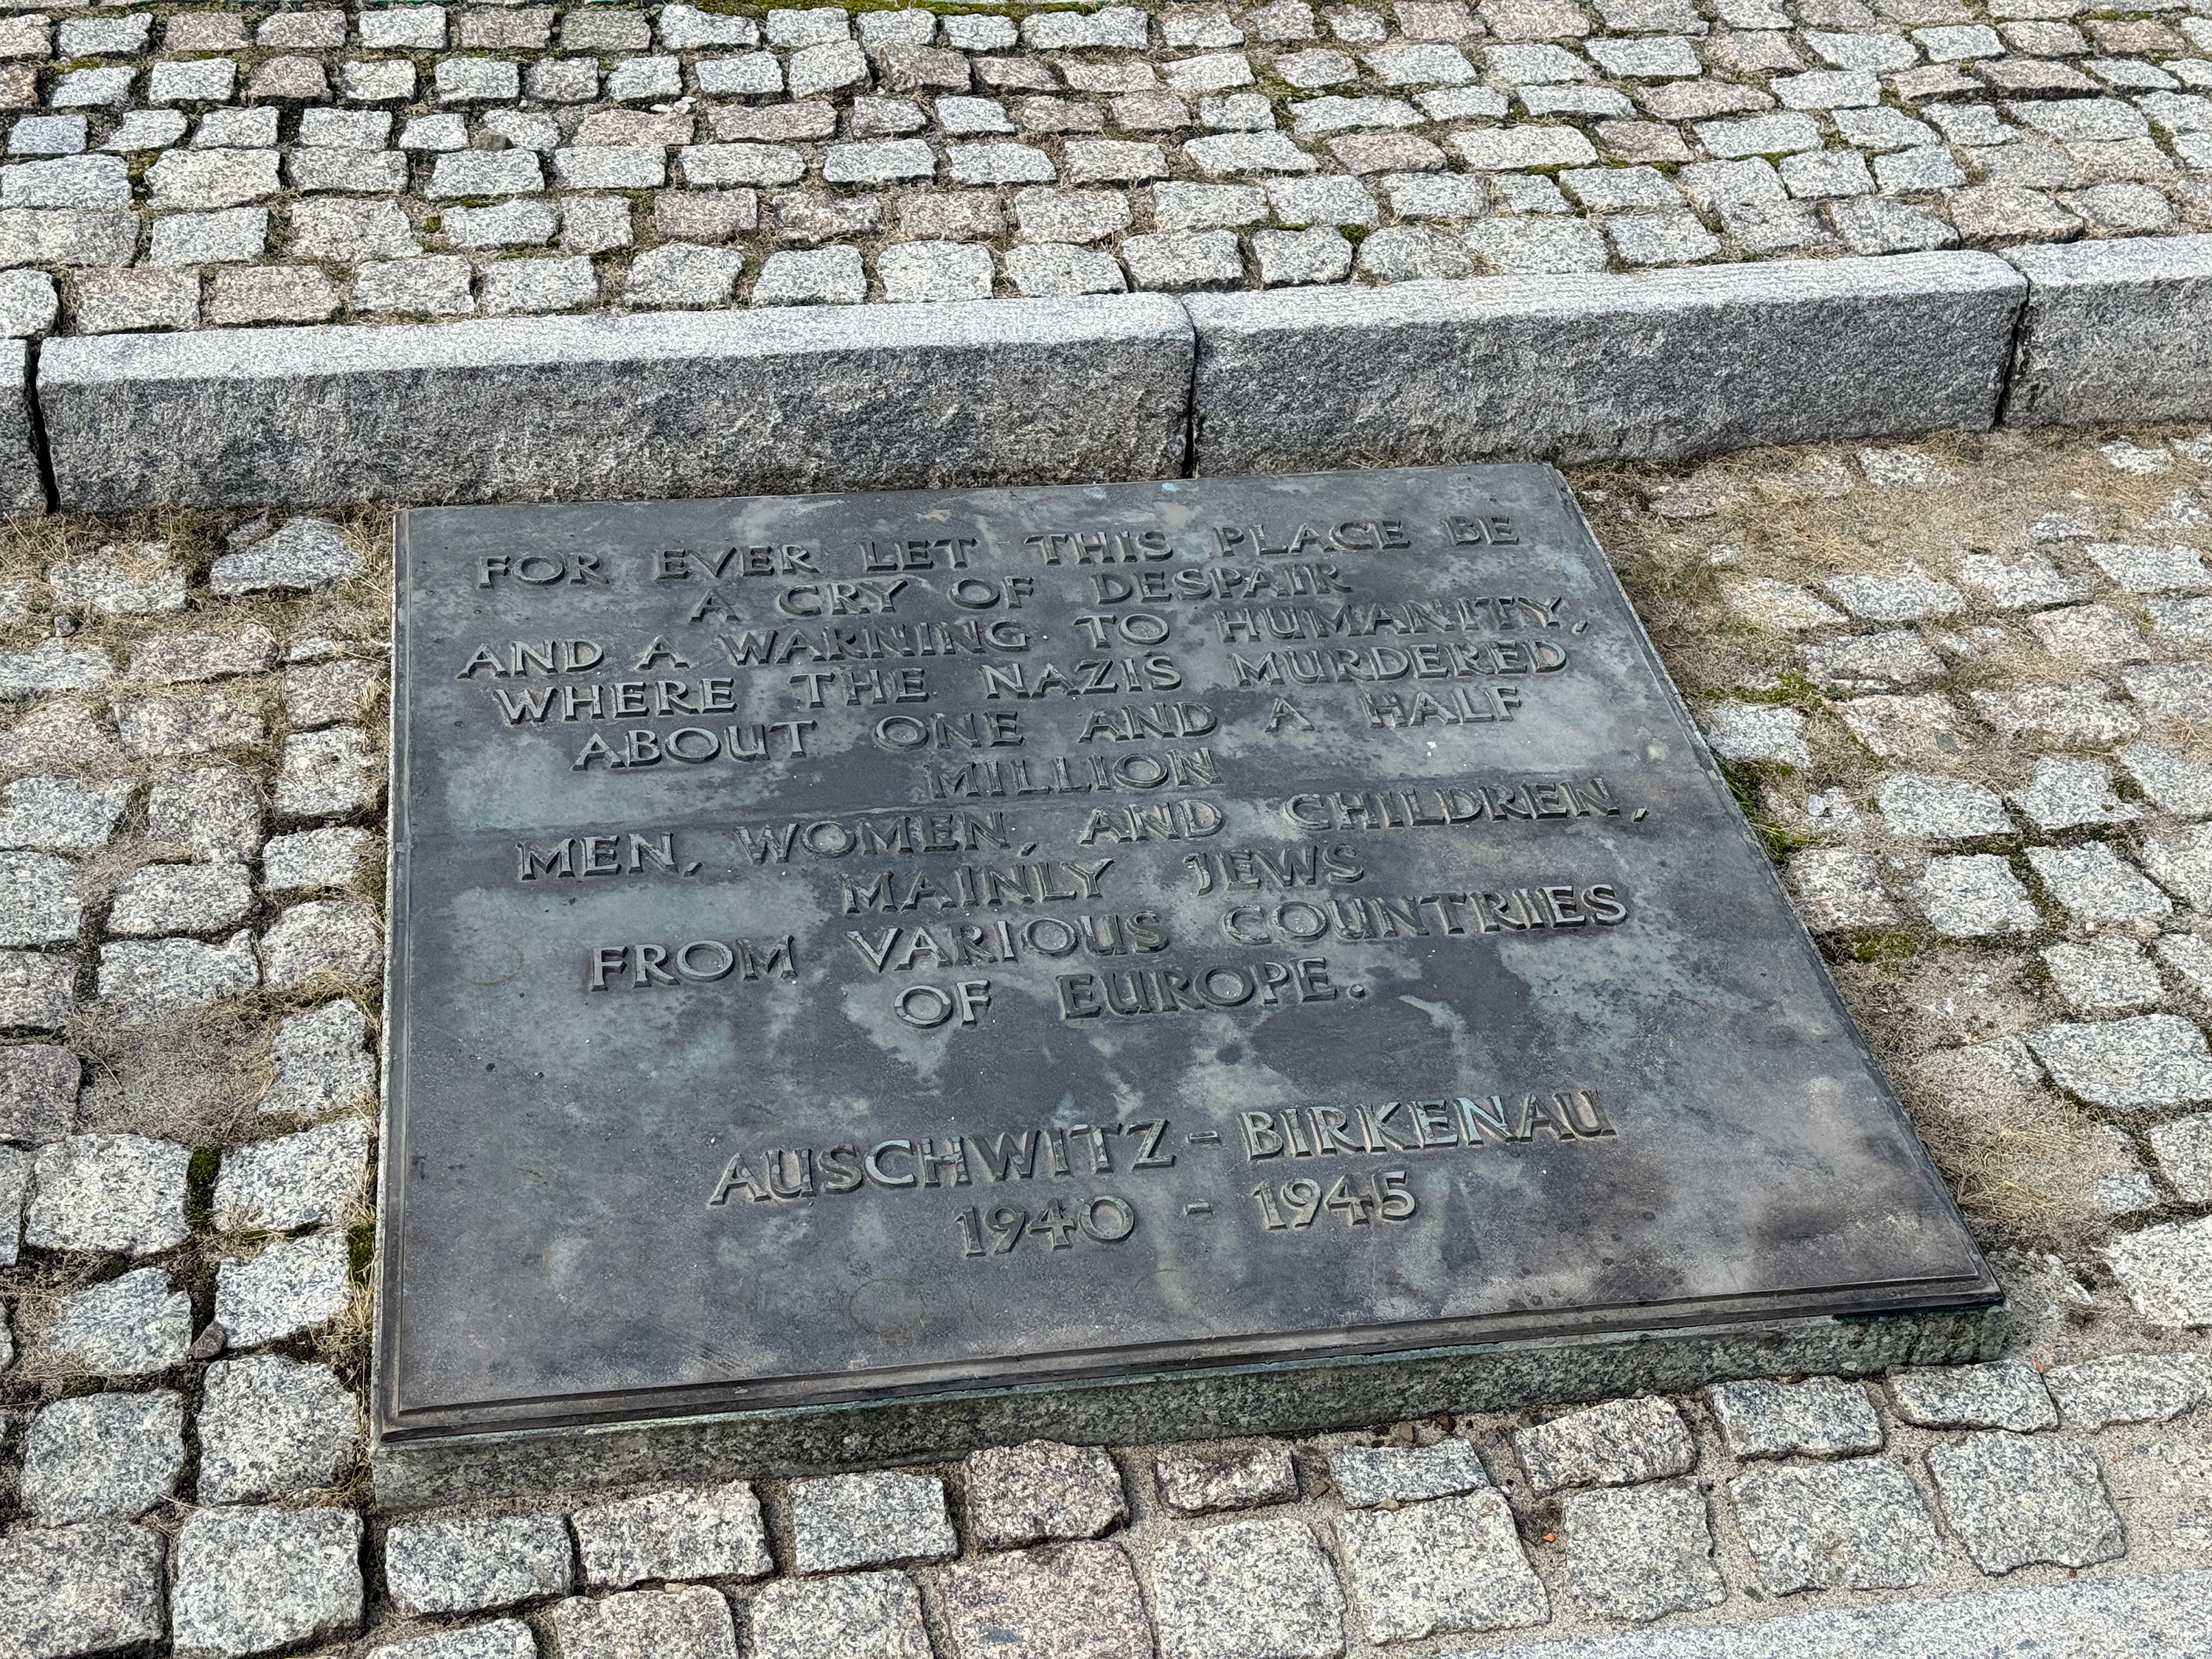 FOR EVER LET THIS PLACE BE
A CRY OF DESPAIR
AND A WARNING TO HUMANITY,
WHERE THE NAZIS MURDERED
ABOUT ONE AND A HALF
MILLION
MEN, WOMEN, AND CHILDREN,
MAINLY JEWS
FROM VARIOUS COUNTRIES
OF EUROPE.
AUSCHWITZ - BIRKENAU
1940 - 1945